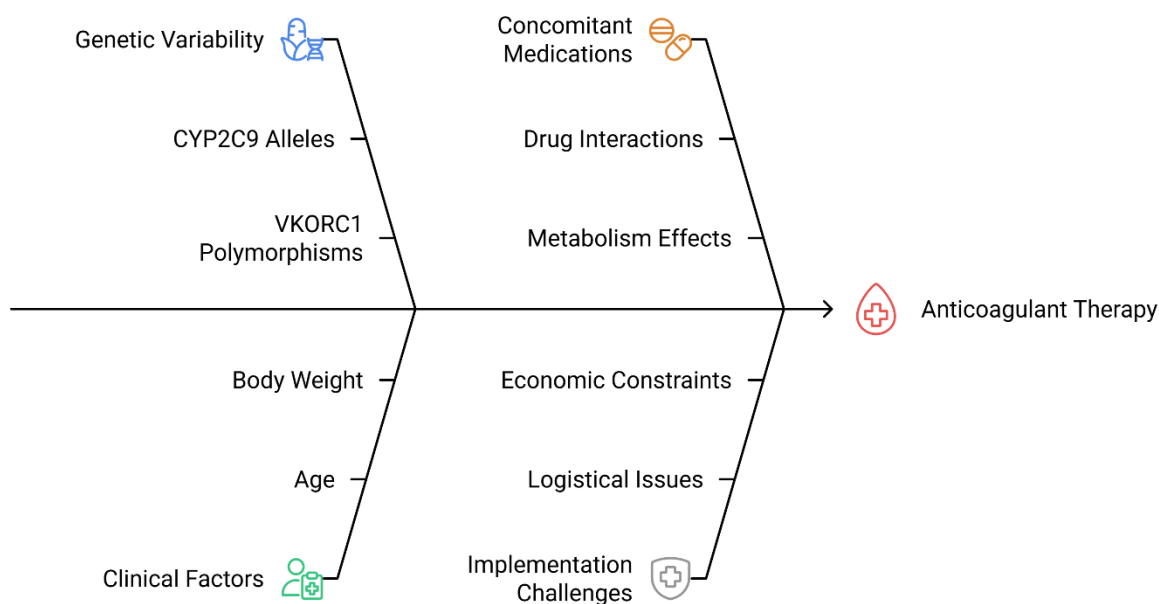 Genetic Variability
CYP2C9 Alleles
VKORC1
Polymorphisms
Concomitant
Medications
Drug Interactions
Metabolism Effects
Anticoagulant Therapy
Body Weight
Age
Clinical Factors
Economic Constraints
Logistical Issues
Implementation
Challenges